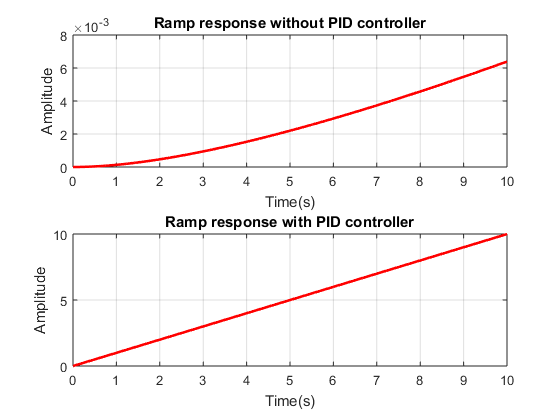 Ramp response without PID controller
×10⁻³
8
6
4
2
0
Amplitude
0 1 2 3 4 5 6 7 8 9 10
Time(s)
Ramp response with PID controller
10
5
0
Amplitude
0 1 2 3 4 5 6 7 8 9 10
Time(s)